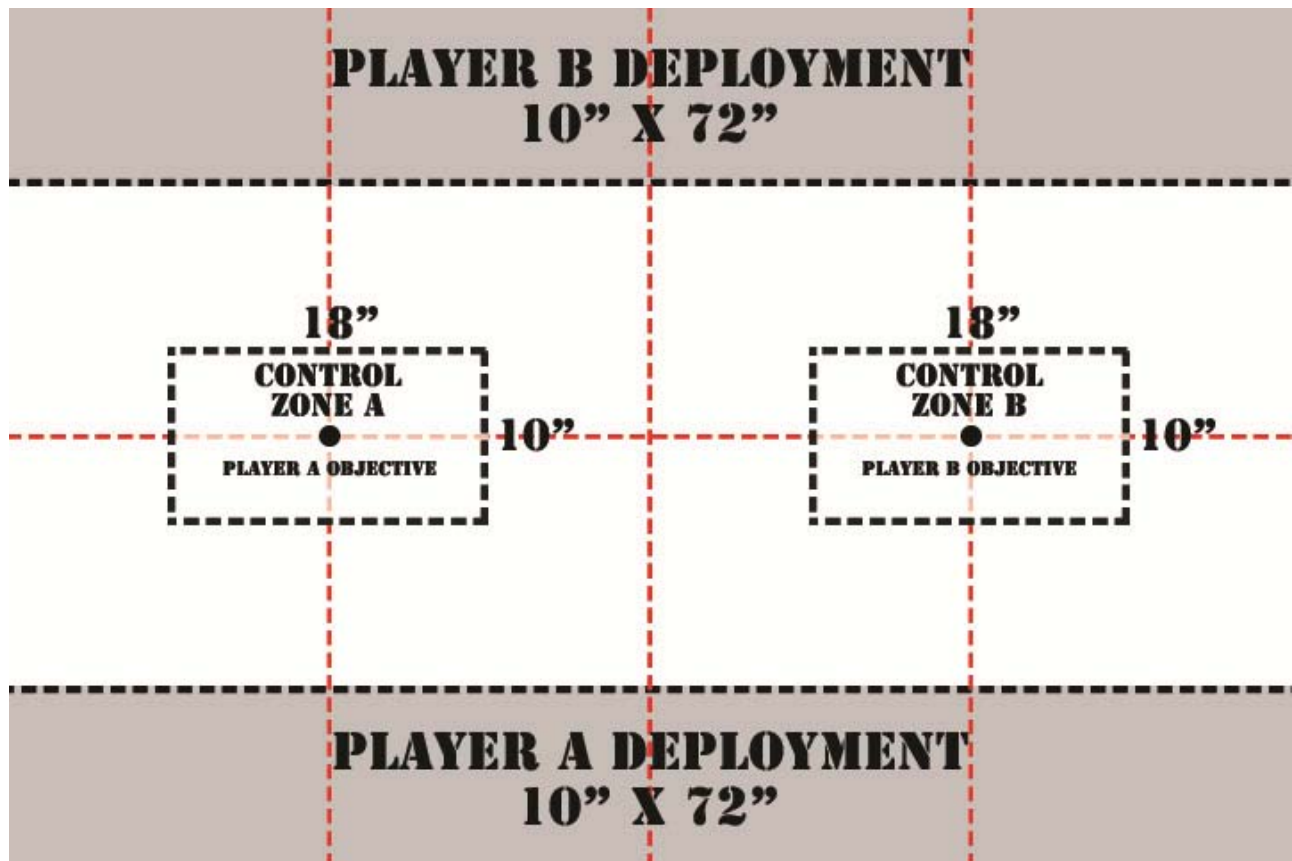 PLAYER B DEPLOYMENT
10” X 72”
18”
18”
CONTROL
ZONE A
CONTROL
ZONE B
10”
10”
PLAYER A OBJECTIVE
PLAYER B OBJECTIVE
PLAYER A DEPLOYMENT
10” X 72”